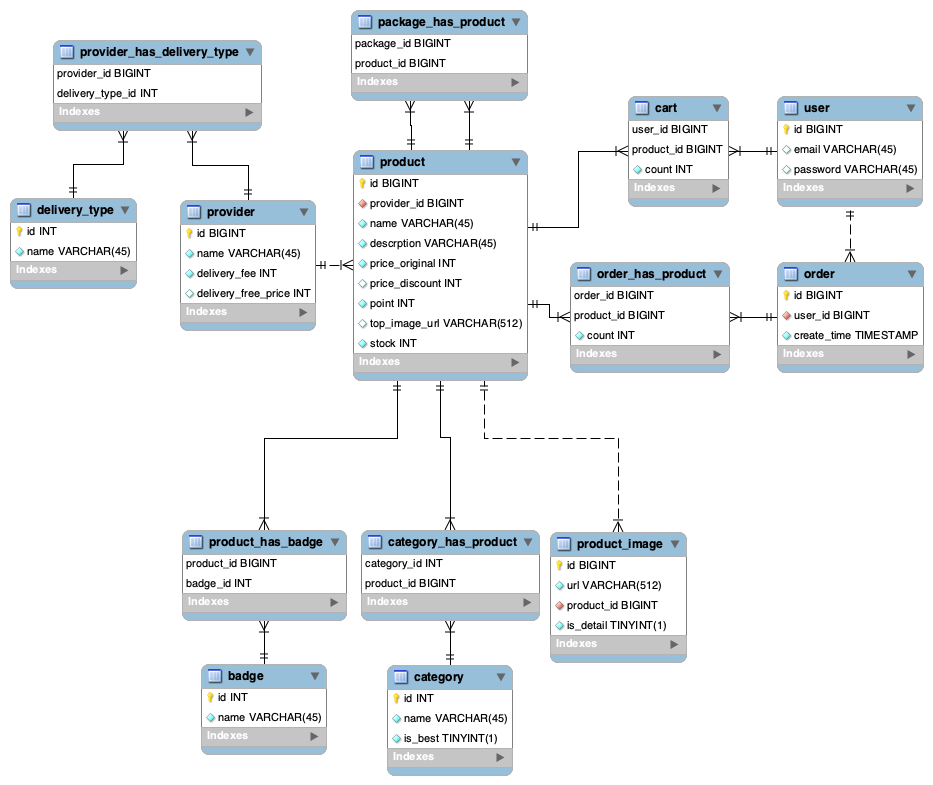 package_has_product
package_id BIGINT
product_id BIGINT
Indexes
provider_has_delivery_type
provider_id BIGINT
delivery_type_id INT
Indexes
cart
user_id BIGINT
product_id BIGINT
count INT
Indexes
user
id BIGINT
email VARCHAR(45)
password VARCHAR(45)
Indexes
product
id BIGINT
provider_id BIGINT
name VARCHAR(45)
descrption VARCHAR(45)
price_original INT
price_discount INT
point INT
top_image_url VARCHAR(512)
stock INT
Indexes
delivery_type
id INT
name VARCHAR(45)
Indexes
provider
id BIGINT
name VARCHAR(45)
delivery_fee INT
delivery_free_price INT
Indexes
order_has_product
order_id BIGINT
product_id BIGINT
count INT
Indexes
order
id BIGINT
user_id BIGINT
create_time TIMESTAMP
Indexes
product_has_badge
product_id BIGINT
badge_id INT
Indexes
category_has_product
category_id INT
product_id BIGINT
Indexes
product_image
id BIGINT
url VARCHAR(512)
product_id BIGINT
is_detail TINYINT(1)
Indexes
badge
id INT
name VARCHAR(45)
Indexes
category
id INT
name VARCHAR(45)
is_best TINYINT(1)
Indexes